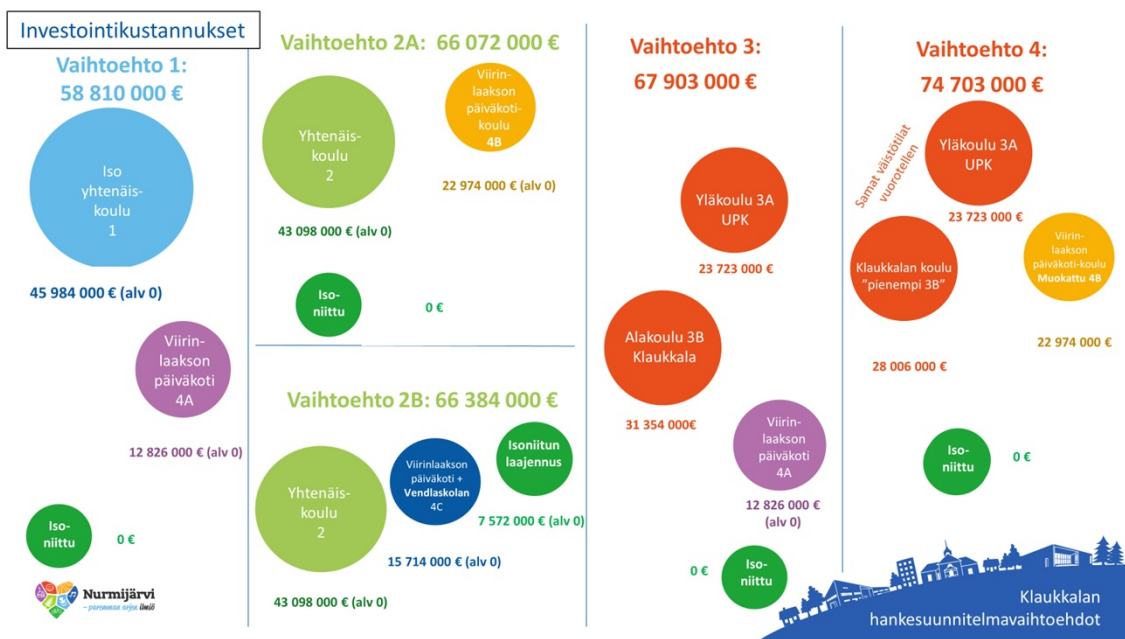 Investointikustannukset
Vaihtoehto 1:
58 810 000 €
Iso
yhtenäis-
koulu
1
45 984 000 € (alv 0)
Viirin-
laakson
päiväkoti
4A
12 826 000 € (alv 0)
Iso-
niittu
0 €
Nurmijärvi
– paremman arjen ilmiö
Vaihtoehto 2A: 66 072 000 €
Yhtenäis-
koulu
2
43 098 000 € (alv 0)
Viirin-
laakson
päiväkoti-
koulu
4B
22 974 000 € (alv 0)
Iso-
niittu
0 €
Vaihtoehto 2B: 66 384 000 €
Yhtenäis-
koulu
2
43 098 000 € (alv 0)
Viirinlaakson
päiväkoti +
Vendlaskolan
4C
15 714 000 € (alv 0)
Isoniitun
laajennus
7 572 000 € (alv 0)
Vaihtoehto 3:
67 903 000 €
Yläkoulu 3A
UPK
23 723 000 €
Alakoulu 3B
Klaukkala
31 354 000€
Viirin-
laakson
päiväkoti
4A
12 826 000 €
(alv 0)
0 €
Iso-
niittu
Vaihtoehto 4:
74 703 000 €
Samat väistötilat
vuorotellen
Yläkoulu 3A
UPK
23 723 000 €
Klaukkalan koulu
”pienempi 3B”
28 006 000 €
Viirin-
laakson
päiväkoti-koulu
Muokattu 4B
22 974 000 €
Iso-
niittu
0 €
Klaukkalan
hankesuunnitelmavaihtoehdot